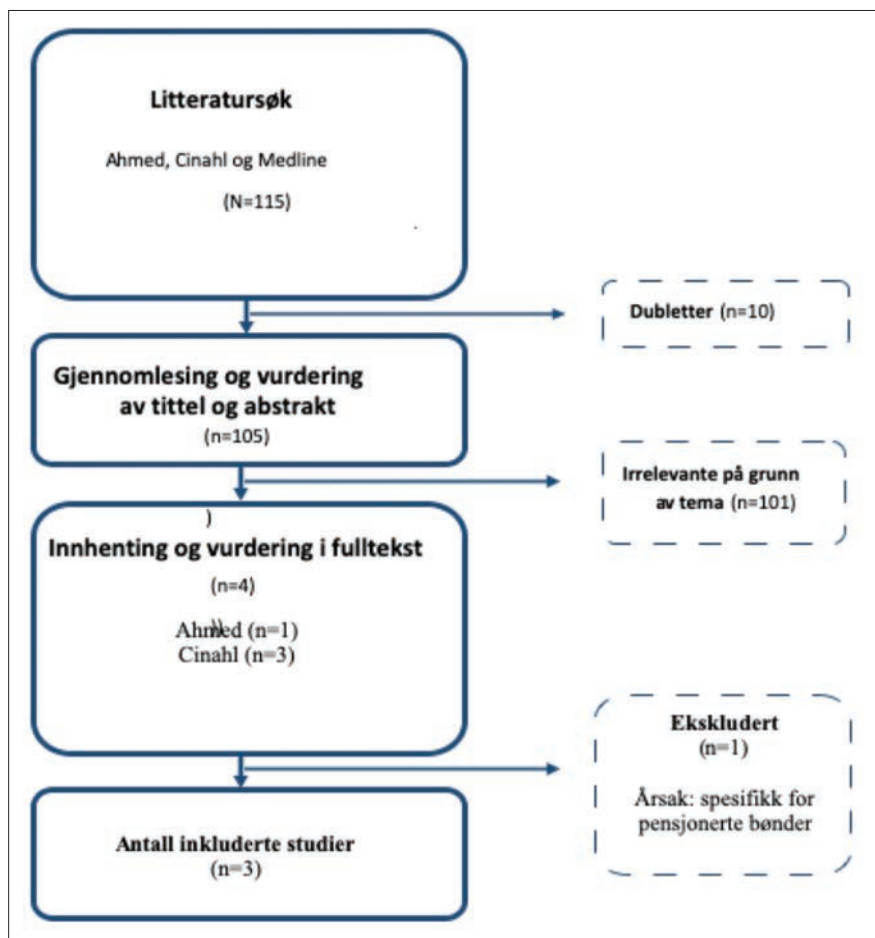 Litteratursøk
Ahmed, Cinahl og Medline
(N=115)
Dubletter (n=10)
Gjennomlesing og vurdering
av tittel og abstrakt
(n=105)
Irrelevante på grunn
av tema (n=101)
)
Innhenting og vurdering i fulltekst
(n=4)
Ahmed (n=1)
Cinahl (n=3)
Ekskludert
(n=1)
Årsak: spesifikk for
pensjonerte bønder
Antall inkluderte studier
(n=3)